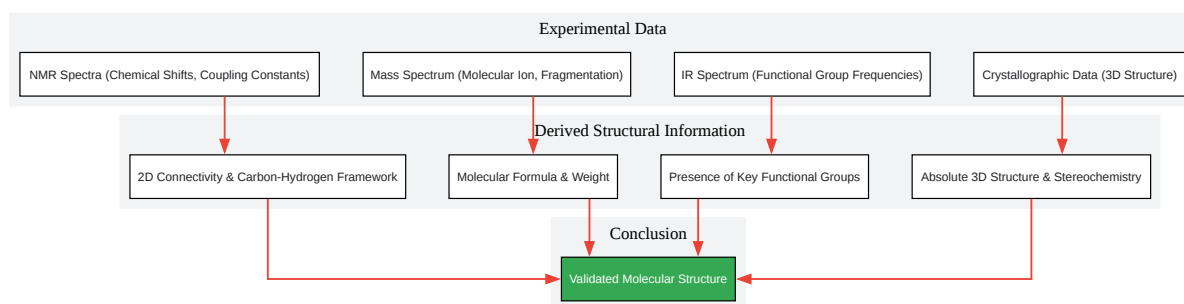 Experimental Data
NMR Spectra (Chemical Shifts, Coupling Constants)
Mass Spectrum (Molecular Ion, Fragmentation)
IR Spectrum (Functional Group Frequencies)
Crystallographic Data (3D Structure)
Derived Structural Information
2D Connectivity & Carbon-Hydrogen Framework
Molecular Formula & Weight
Presence of Key Functional Groups
Absolute 3D Structure & Stereochemistry
Conclusion
Validated Molecular Structure